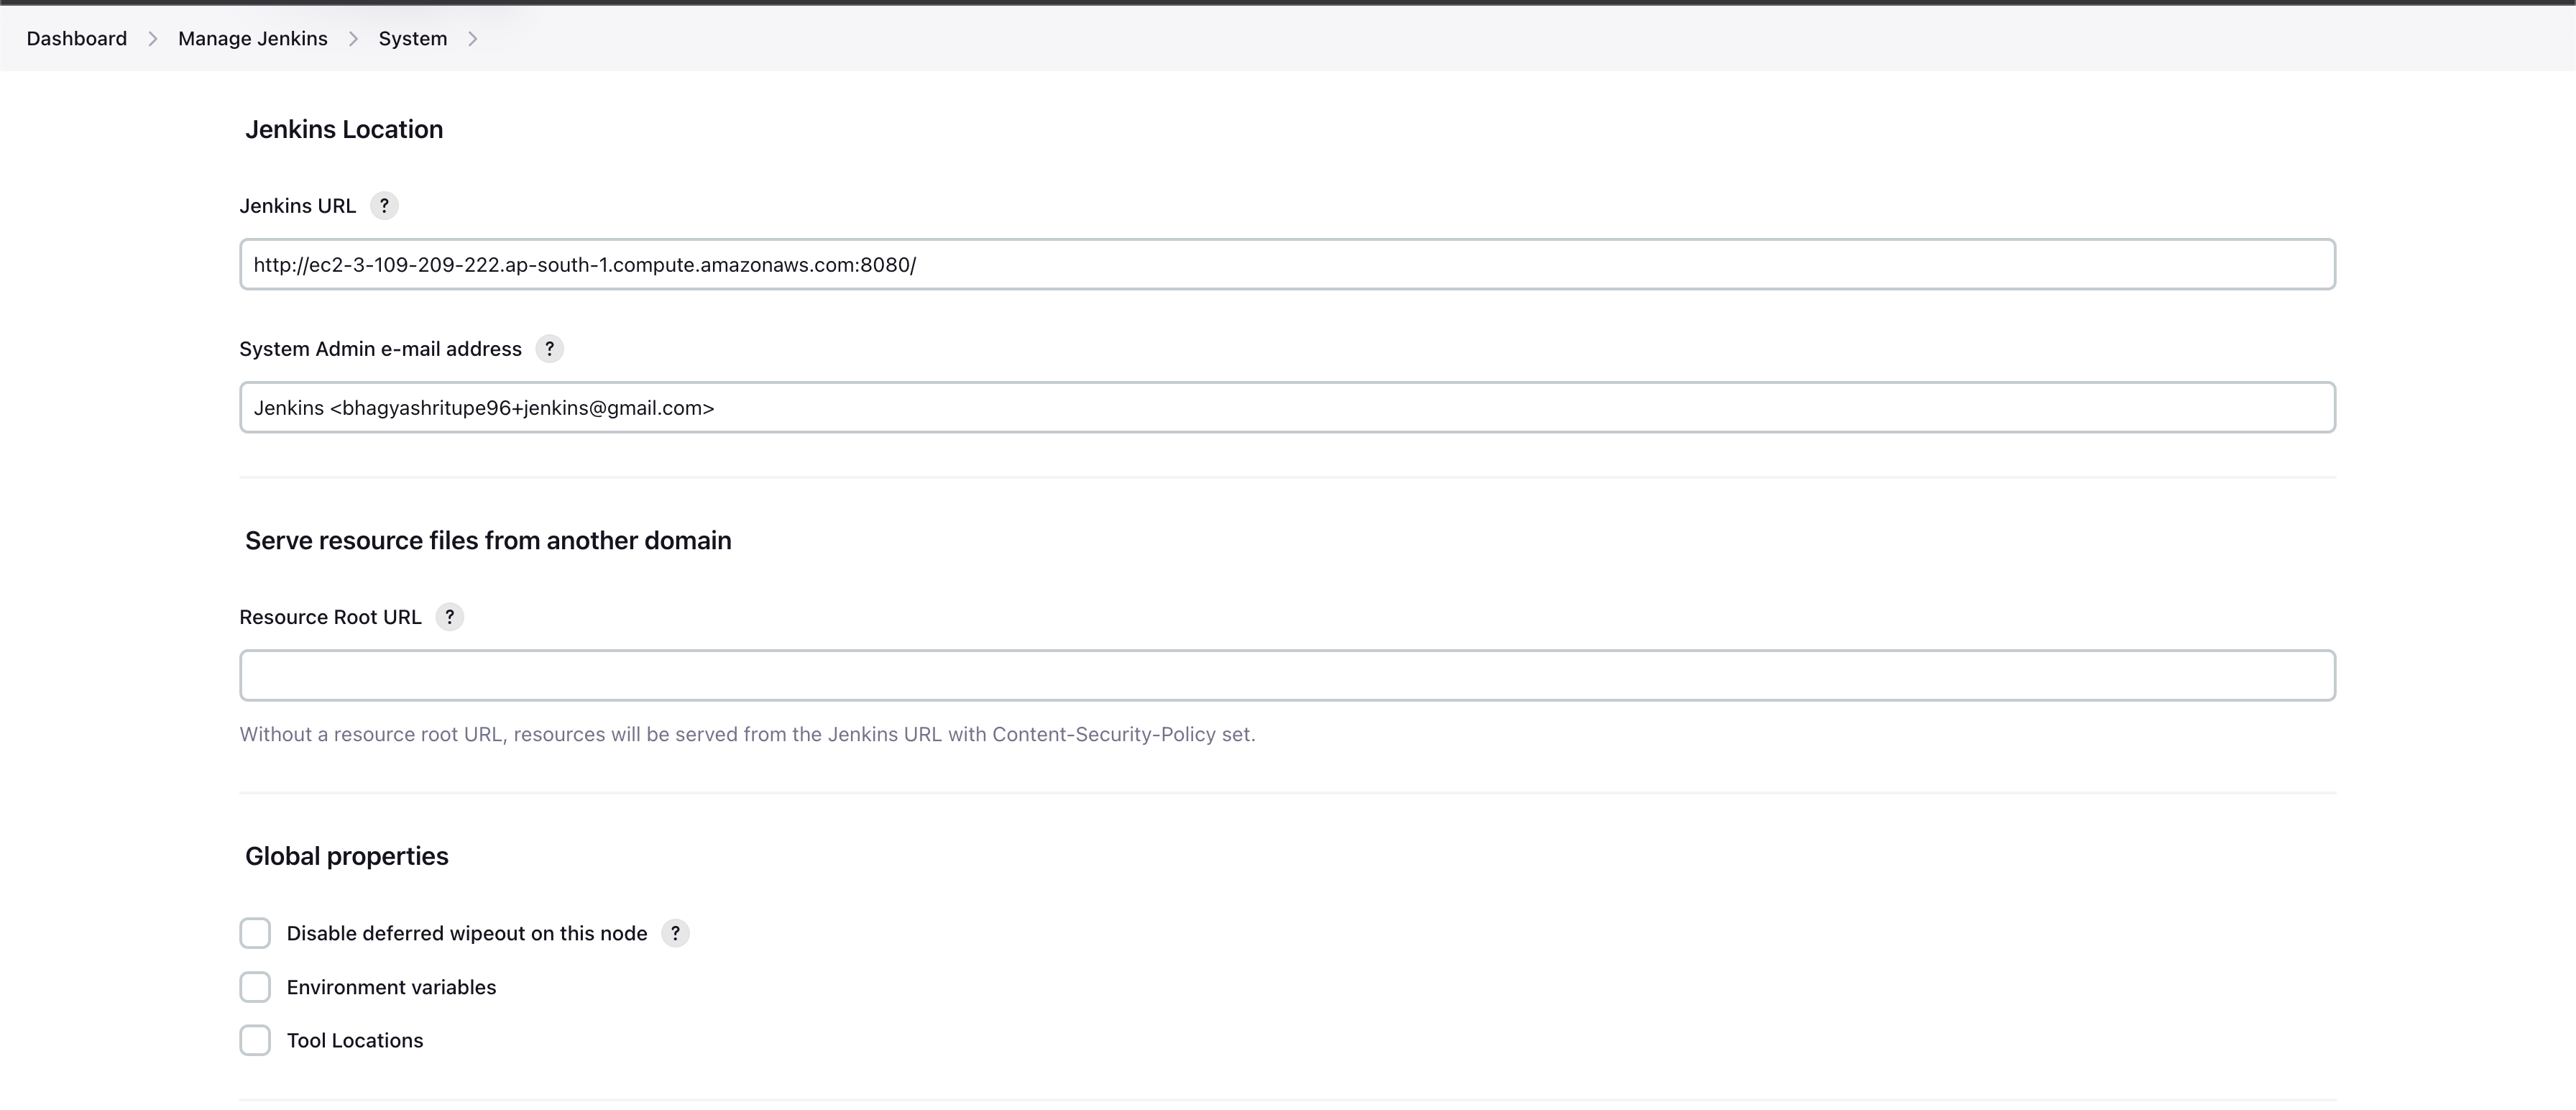 Dashboard > Manage Jenkins > System >
Jenkins Location
Jenkins URL ?
http://ec2-3-109-209-222.ap-south-1.compute.amazonaws.com:8080/
System Admin e-mail address ?
Jenkins <bhagyashritupe96+jenkins@gmail.com>
Serve resource files from another domain
Resource Root URL ?
Without a resource root URL, resources will be served from the Jenkins URL with Content-Security-Policy set.
Global properties
Disable deferred wipeout on this node ?
Environment variables
Tool Locations